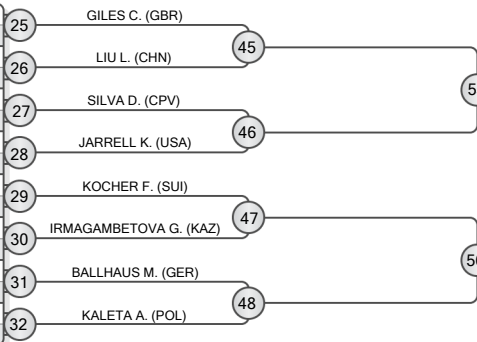 25
GILES C. (GBR)
45
26
LIU L. (CHN)
27
SILVA D. (CPV)
46
28
JARRELL K. (USA)
29
KOCHER F. (SUI)
47
30
IRMAGAMBETOVA G. (KAZ)
31
BALLHAUS M. (GER)
48
32
KALETA A. (POL)